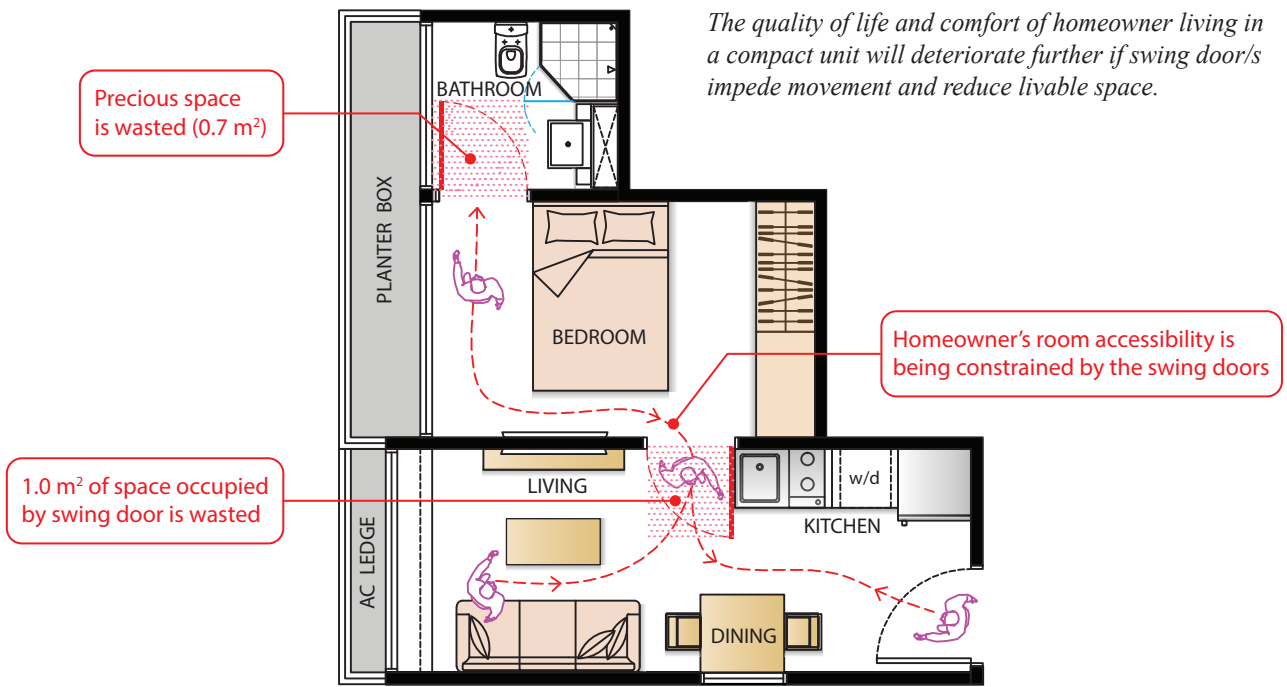 The quality of life and comfort of homeowner living in
a compact unit will deteriorate further if swing door/s
impede movement and reduce livable space.
Precious space
is wasted (0.7 m²)
BATHROOM
PLANTER BOX
BEDROOM
Homeowner’s room accessibility is
being constrained by the swing doors
1.0 m² of space occupied
by swing door is wasted
LIVING
w/d
KITCHEN
AC LEDGE
DINING